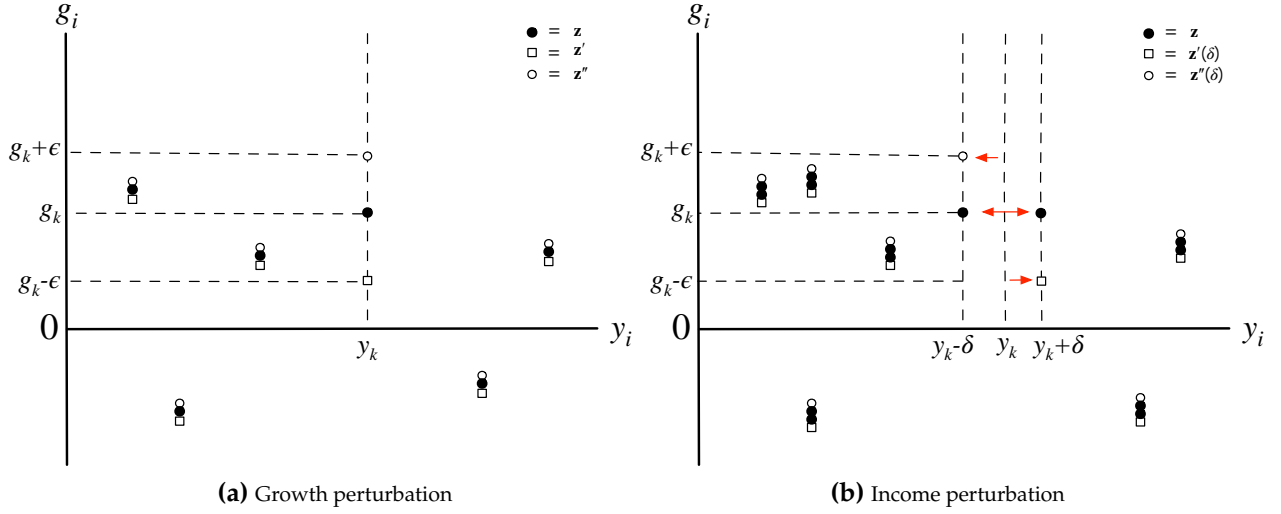 g_i
● = z
□ = z′
○ = z″
g_k+ϵ
g_k
g_k-ϵ
0
y_k
y_i
(a) Growth perturbation
g_i
● = z
□ = z′(δ)
○ = z″(δ)
g_k+ϵ
g_k
g_k-ϵ
0
y_k-δ
y_k
y_k+δ
y_i
(b) Income perturbation